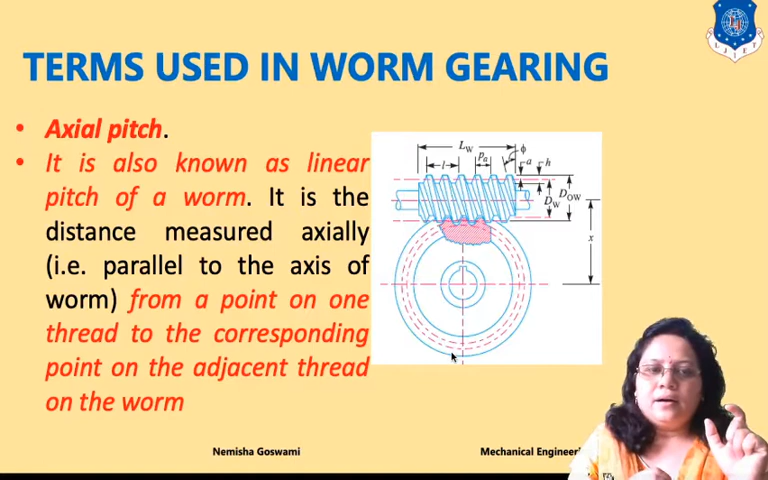 TERMS USED IN WORM GEARING
• Axial pitch.
• It is also known as linear
pitch of a worm. It is the
distance measured axially
(i.e. parallel to the axis of
worm) from a point on one
thread to the corresponding
point on the adjacent thread
on the worm
LW
l
pa
ϕ
a
h
DW
DOW
x
Nemisha Goswami
Mechanical Engineeri